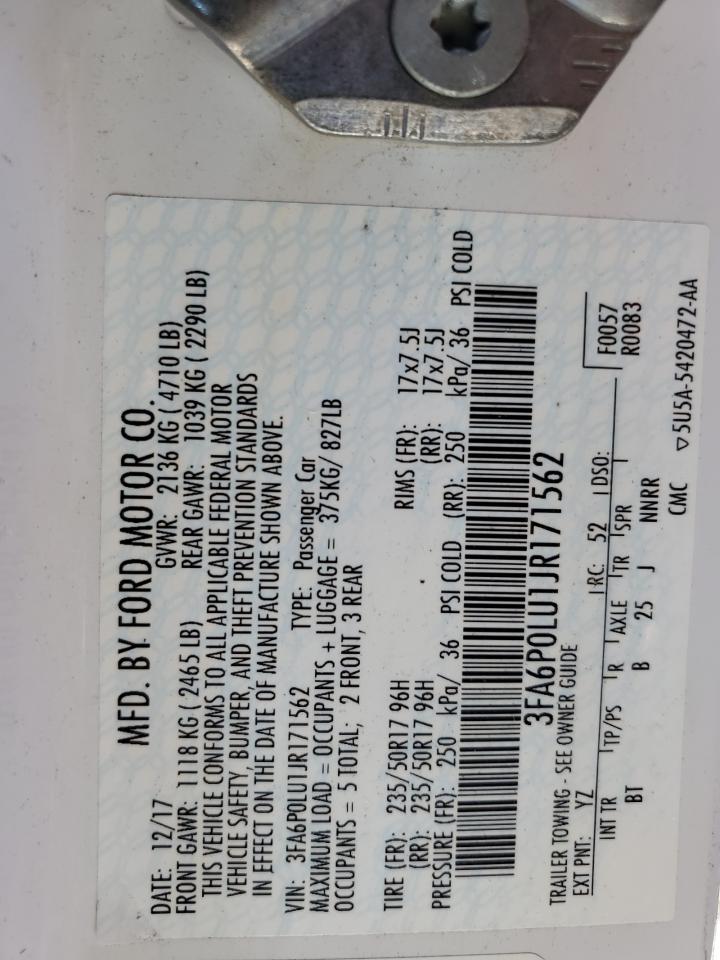 MFD. BY FORD MOTOR CO.
DATE: 12/17 GVWR: 2136 KG ( 4710 LB)
FRONT GAWR: 1118 KG ( 2465 LB) REAR GAWR: 1039 KG ( 2290 LB)
THIS VEHICLE CONFORMS TO ALL APPLICABLE FEDERAL MOTOR
VEHICLE SAFETY, BUMPER, AND THEFT PREVENTION STANDARDS
IN EFFECT ON THE DATE OF MANUFACTURE SHOWN ABOVE.
VIN: 3FA6P0LU1JR171562 TYPE: Passenger Car
MAXIMUM LOAD = OCCUPANTS + LUGGAGE = 375KG/ 827LB
OCCUPANTS = 5 TOTAL; 2 FRONT, 3 REAR
TIRE (FR): 235/50R17 96H RIMS (FR): 17x7.5J
(RR): 235/50R17 96H (RR): 17x7.5J
PRESSURE (FR): 250 kPa/ 36 PSI COLD (RR): 250 kPa/ 36 PSI COLD
3FA6P0LU1JR171562
TRAILER TOWING - SEE OWNER GUIDE
EXT PNT: YZ RC: 52 DSO: F0057
R0083
INT TR TP/PS R AXLE TR SPR
BT B 25 J NNRR
CMC ▽5U5A-5420472-AA